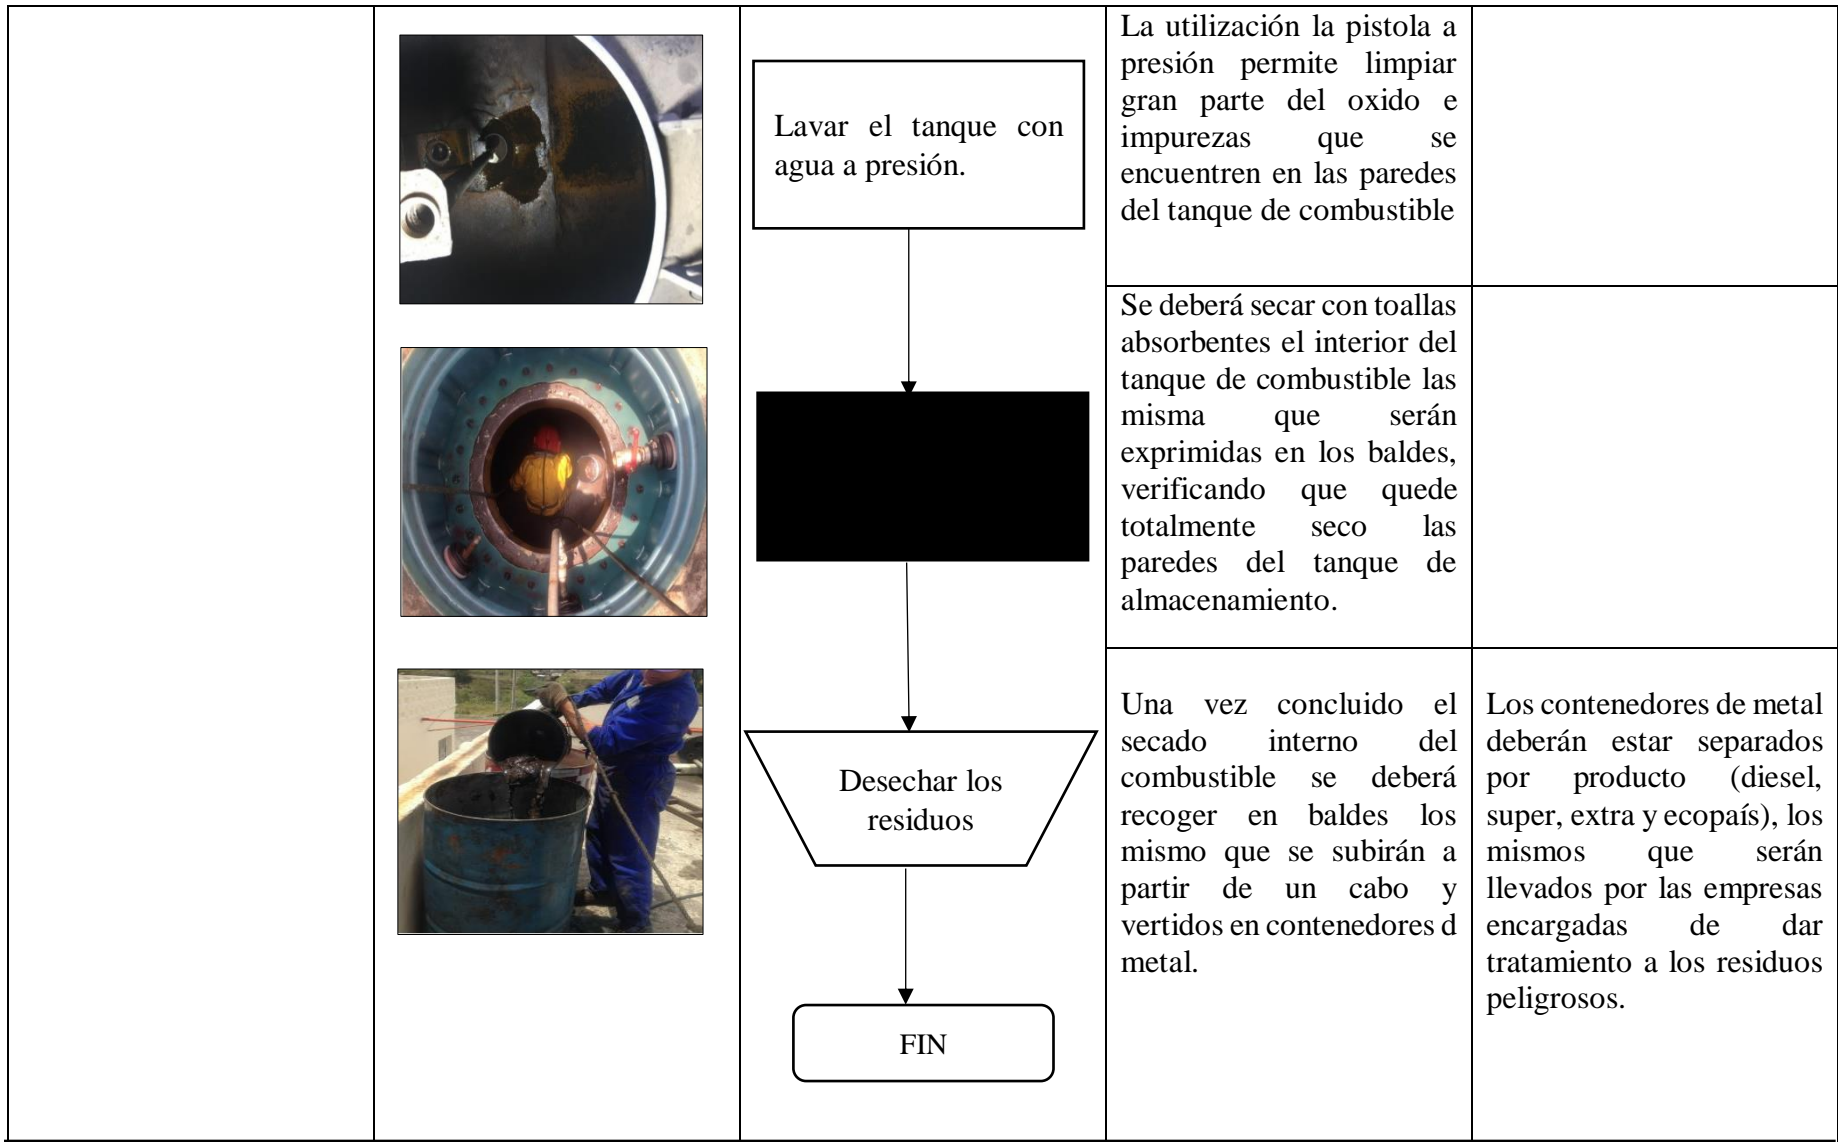 Lavar el tanque con
agua a presión.
La utilización la pistola a
presión permite limpiar
gran parte del oxido e
impurezas que se
encuentren en las paredes
del tanque de combustible
Se deberá secar con toallas
absorbentes el interior del
tanque de combustible las
misma que serán
exprimidas en los baldes,
verificando que quede
totalmente seco las
paredes del tanque de
almacenamiento.
Desechar los
residuos
Una vez concluido el
secado interno del
combustible se deberá
recoger en baldes los
mismo que se subirán a
partir de un cabo y
vertidos en contenedores d
metal.
Los contenedores de metal
deberán estar separados
por producto (diesel,
super, extra y ecopaís), los
mismos que serán
llevados por las empresas
encargadas de dar
tratamiento a los residuos
peligrosos.
FIN